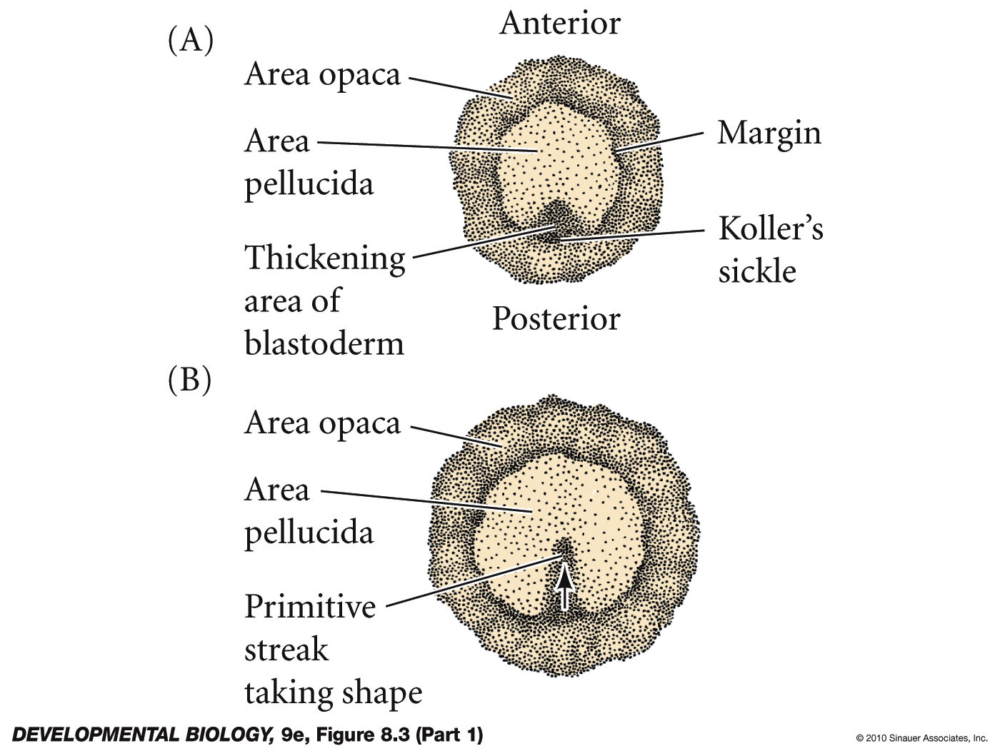 (A)
Anterior
Area opaca
Area
pellucida
Margin
Thickening
area of
blastoderm
Koller’s
sickle
Posterior
(B)
Area opaca
Area
pellucida
Primitive
streak
taking shape
DEVELOPMENTAL BIOLOGY, 9e, Figure 8.3 (Part 1)
© 2010 Sinauer Associates, Inc.